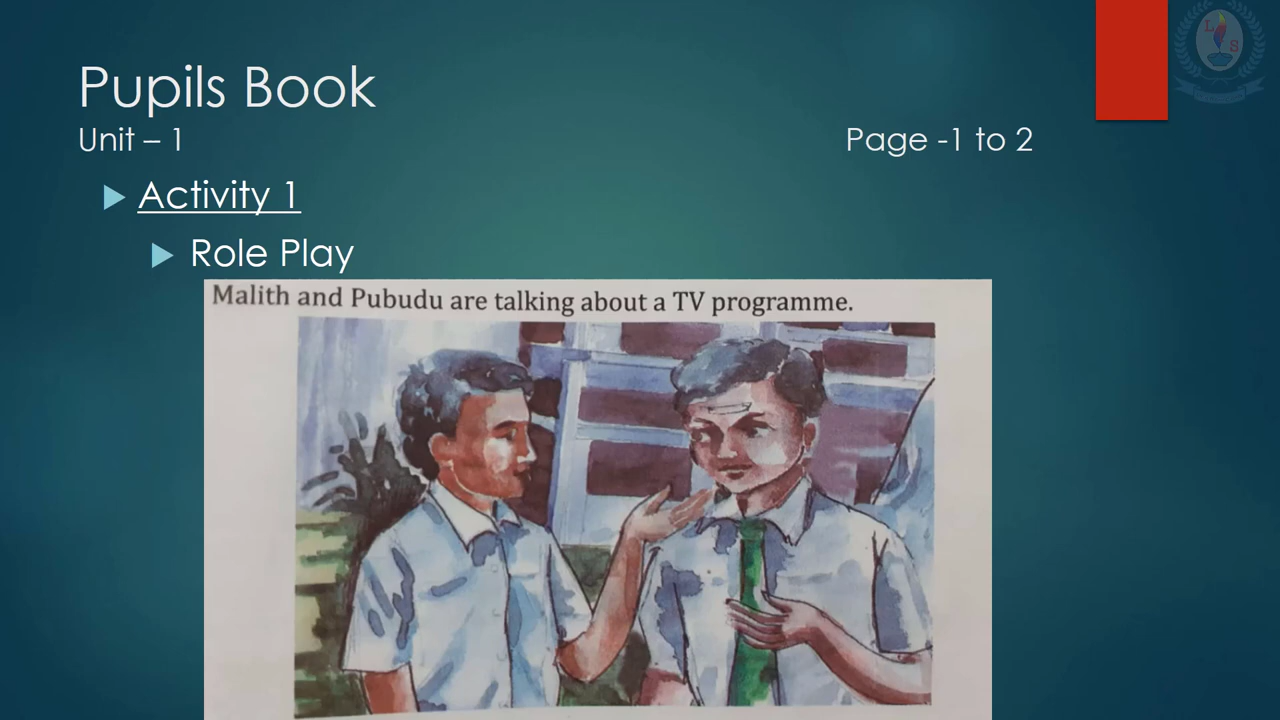 Pupils Book
Unit – 1 Page -1 to 2
Activity 1
Role Play
Malith and Pubudu are talking about a TV programme.
L
S